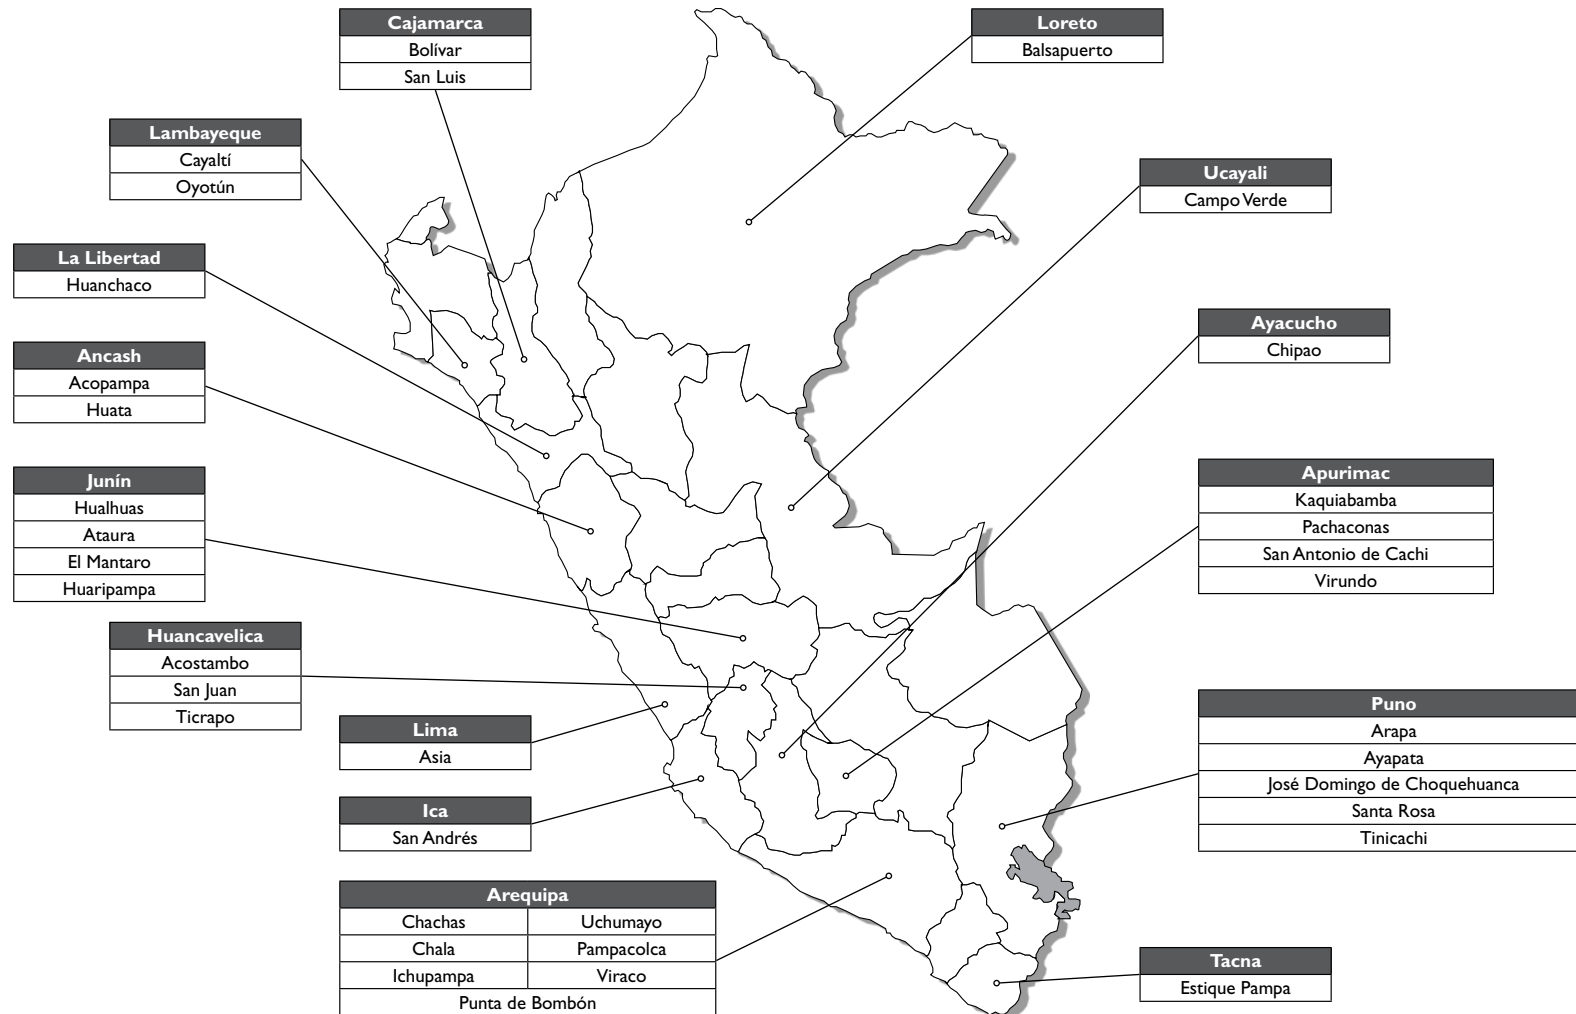 Cajamarca
Bolívar
San Luis
Loreto
Balsapuerto
Lambayeque
Cayaltí
Oyotún
Ucayali
Campo Verde
La Libertad
Huanchaco
Ayacucho
Chipao
Ancash
Acopampa
Huata
Apurimac
Kaquiabamba
Pachaconas
San Antonio de Cachi
Virundo
Junín
Hualhuas
Ataura
El Mantaro
Huaripampa
Huancavelica
Acostambo
San Juan
Ticrapo
Puno
Arapa
Ayapata
José Domingo de Choquehuanca
Santa Rosa
Tinicachi
Lima
Asia
Ica
San Andrés
Arequipa
Chachas Uchumayo
Chala Pampacolca
Ichupampa Viraco
Punta de Bombón
Tacna
Estique Pampa